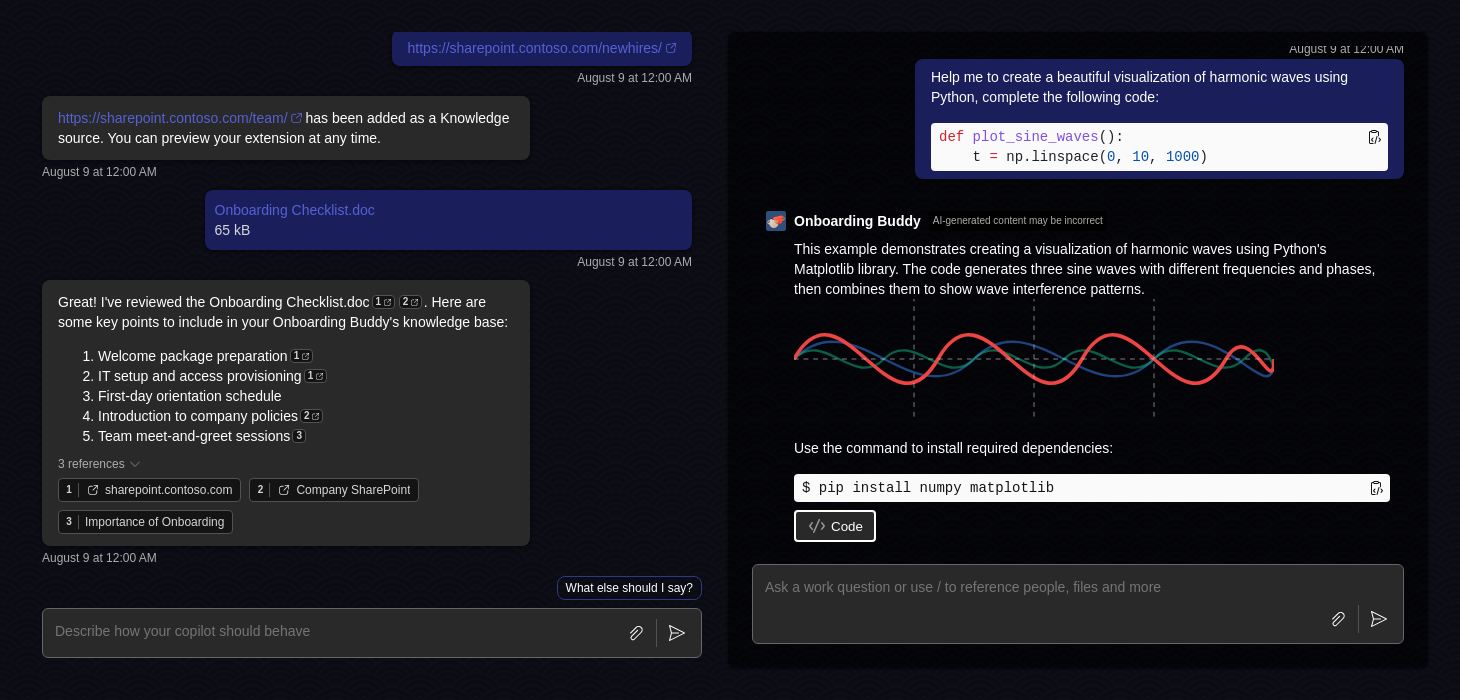 https://sharepoint.contoso.com/newhires/
August 9 at 12:00 AM
https://sharepoint.contoso.com/team/ has been added as a Knowledge
source. You can preview your extension at any time.
August 9 at 12:00 AM
Onboarding Checklist.doc
65 kB
August 9 at 12:00 AM
Great! I've reviewed the Onboarding Checklist.doc 1 2 . Here are
some key points to include in your Onboarding Buddy's knowledge base:
1. Welcome package preparation 1
2. IT setup and access provisioning 1
3. First-day orientation schedule
4. Introduction to company policies 2
5. Team meet-and-greet sessions 3
3 references
1 sharepoint.contoso.com
2 Company SharePoint
3 Importance of Onboarding
August 9 at 12:00 AM
What else should I say?
Describe how your copilot should behave
August 9 at 12:00 AM
Help me to create a beautiful visualization of harmonic waves using
Python, complete the following code:
def plot_sine_waves():
    t = np.linspace(0, 10, 1000)
Onboarding Buddy AI-generated content may be incorrect
This example demonstrates creating a visualization of harmonic waves using Python's
Matplotlib library. The code generates three sine waves with different frequencies and phases,
then combines them to show wave interference patterns.
Use the command to install required dependencies:
$ pip install numpy matplotlib
Code
Ask a work question or use / to reference people, files and more